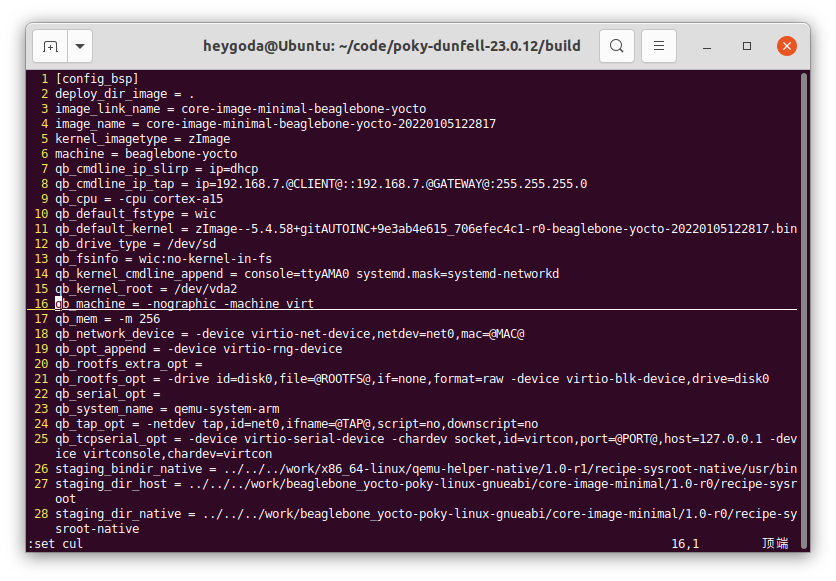 heygoda@Ubuntu: ~/code/poky-dunfell-23.0.12/build
1 [config_bsp]
2 deploy_dir_image = .
3 image_link_name = core-image-minimal-beaglebone-yocto
4 image_name = core-image-minimal-beaglebone-yocto-20220105122817
5 kernel_imagetype = zImage
6 machine = beaglebone-yocto
7 qb_cmdline_ip_slirp = ip=dhcp
8 qb_cmdline_ip_tap = ip=192.168.7.@CLIENT@::192.168.7.@GATEWAY@:255.255.255.0
9 qb_cpu = -cpu cortex-a15
10 qb_default_fstype = wic
11 qb_default_kernel = zImage--5.4.58+gitAUTOINC+9e3ab4e615_706efec4c1-r0-beaglebone-yocto-20220105122817.bin
12 qb_drive_type = /dev/sd
13 qb_fsinfo = wic:no-kernel-in-fs
14 qb_kernel_cmdline_append = console=ttyAMA0 systemd.mask=systemd-networkd
15 qb_kernel_root = /dev/vda2
16 qb_machine = -nographic -machine virt
17 qb_mem = -m 256
18 qb_network_device = -device virtio-net-device,netdev=net0,mac=@MAC@
19 qb_opt_append = -device virtio-rng-device
20 qb_rootfs_extra_opt =
21 qb_rootfs_opt = -drive id=disk0,file=@ROOTFS@,if=none,format=raw -device virtio-blk-device,drive=disk0
22 qb_serial_opt =
23 qb_system_name = qemu-system-arm
24 qb_tap_opt = -netdev tap,id=net0,ifname=@TAP@,script=no,downscript=no
25 qb_tcpserial_opt = -device virtio-serial-device -chardev socket,id=virtcon,port=@PORT@,host=127.0.0.1 -dev
ice virtconsole,chardev=virtcon
26 staging_bindir_native = ../../../work/x86_64-linux/qemu-helper-native/1.0-r1/recipe-sysroot-native/usr/bin
27 staging_dir_host = ../../../work/beaglebone_yocto-poky-linux-gnueabi/core-image-minimal/1.0-r0/recipe-sysr
oot
28 staging_dir_native = ../../../work/beaglebone_yocto-poky-linux-gnueabi/core-image-minimal/1.0-r0/recipe-sy
sroot-native
:set cul 16,1 顶端